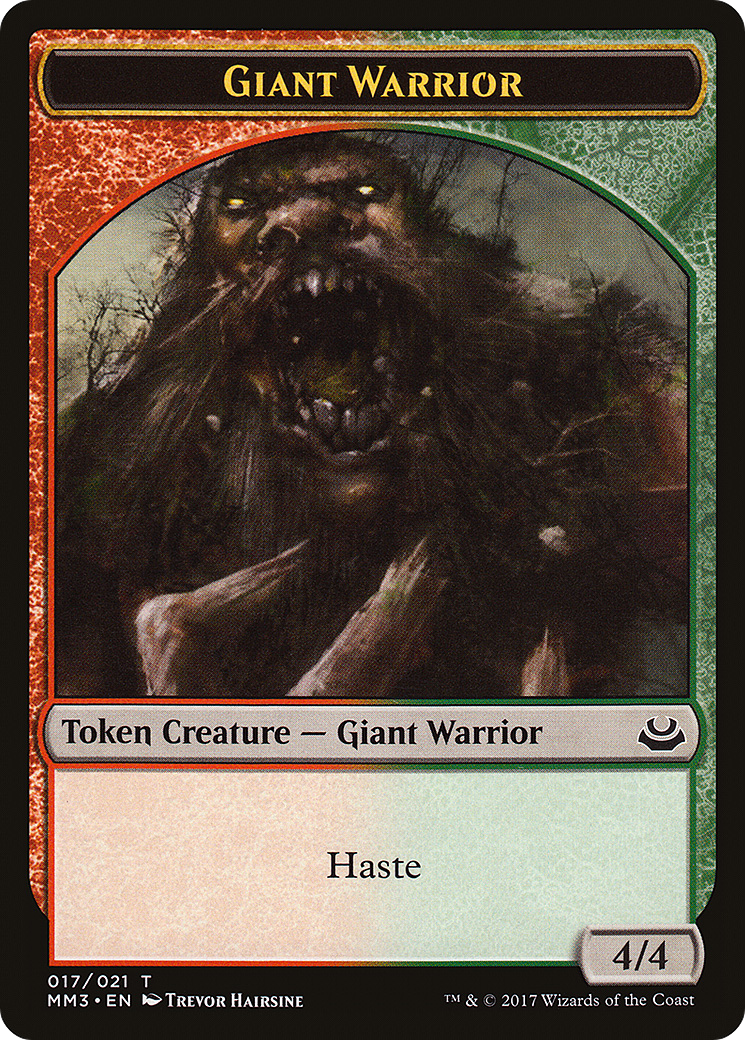 Giant Warrior
Token Creature — Giant Warrior
Haste
4/4
017/021 T
MM3 • EN Trevor Hairsine
™ & © 2017 Wizards of the Coast